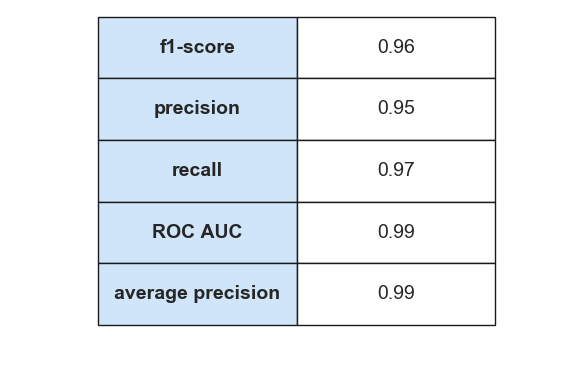 f1-score 0.96
precision 0.95
recall 0.97
ROC AUC 0.99
average precision 0.99